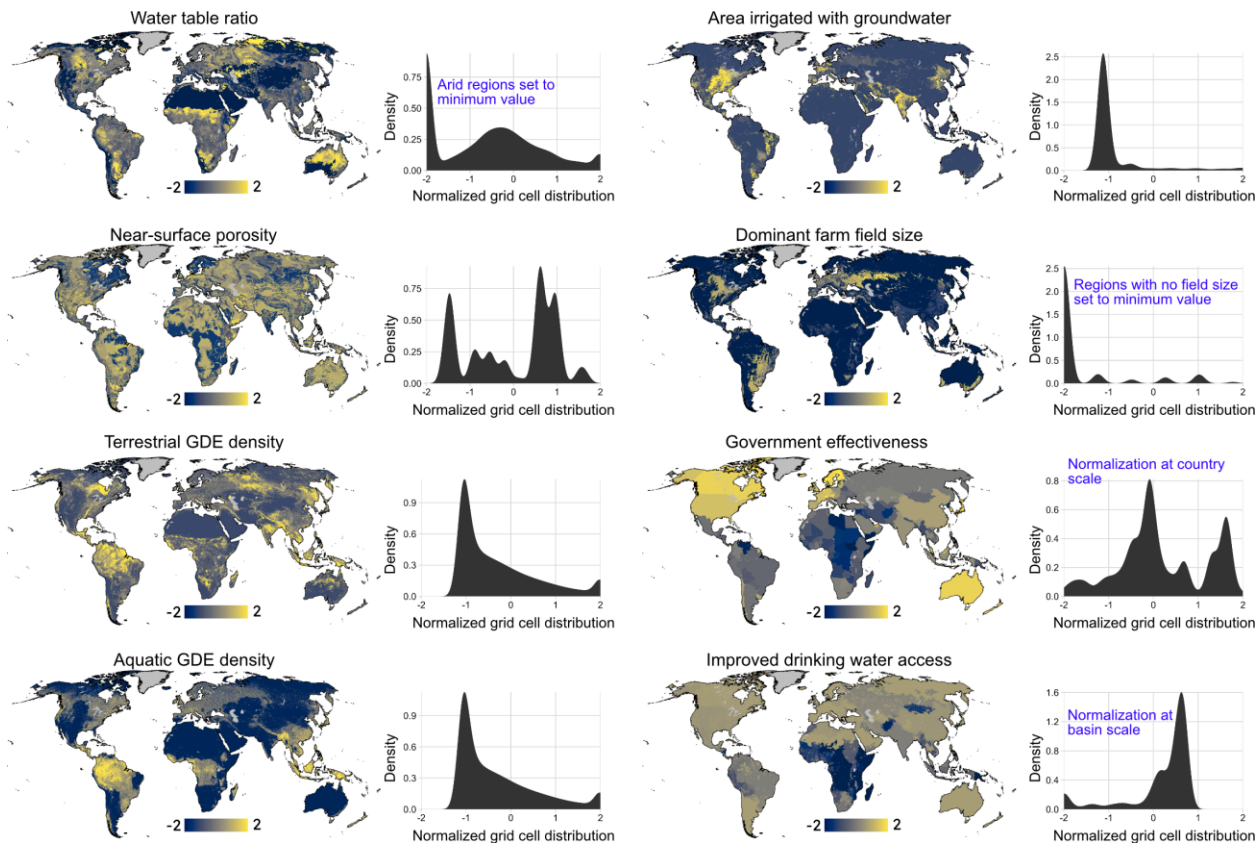 Water table ratio
-2 2
Density
0.75
0.50
0.25
0.00
Arid regions set to
minimum value
-2 -1 0 1 2
Normalized grid cell distribution
Area irrigated with groundwater
-2 2
Density
2.5
2.0
1.5
1.0
0.5
0.0
-2 -1 0 1 2
Normalized grid cell distribution
Near-surface porosity
-2 2
Density
0.75
0.50
0.25
0.00
-2 -1 0 1 2
Normalized grid cell distribution
Dominant farm field size
-2 2
Density
2.5
2.0
1.5
1.0
0.5
0.0
Regions with no field size
set to minimum value
-2 -1 0 1 2
Normalized grid cell distribution
Terrestrial GDE density
-2 2
Density
0.9
0.6
0.3
0.0
-2 -1 0 1 2
Normalized grid cell distribution
Government effectiveness
-2 2
Density
0.8
0.6
0.4
0.2
0.0
Normalization at country
scale
-2 -1 0 1 2
Normalized grid cell distribution
Aquatic GDE density
-2 2
Density
0.9
0.6
0.3
0.0
-2 -1 0 1 2
Normalized grid cell distribution
Improved drinking water access
-2 2
Density
1.6
1.2
0.8
0.4
0.0
Normalization at
basin scale
-2 -1 0 1 2
Normalized grid cell distribution